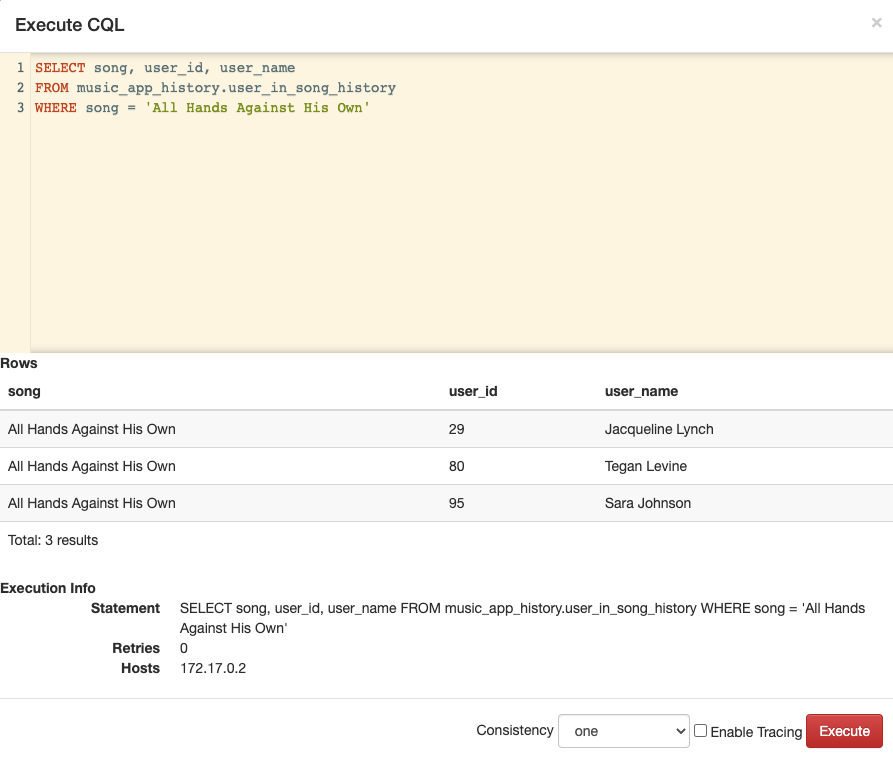 Execute CQL ×
1 SELECT song, user_id, user_name
2 FROM music_app_history.user_in_song_history
3 WHERE song = 'All Hands Against His Own'
Rows
song user_id user_name
All Hands Against His Own 29 Jacqueline Lynch
All Hands Against His Own 80 Tegan Levine
All Hands Against His Own 95 Sara Johnson
Total: 3 results
Execution Info
Statement SELECT song, user_id, user_name FROM music_app_history.user_in_song_history WHERE song = 'All Hands
Against His Own'
Retries 0
Hosts 172.17.0.2
Consistency one Enable Tracing Execute